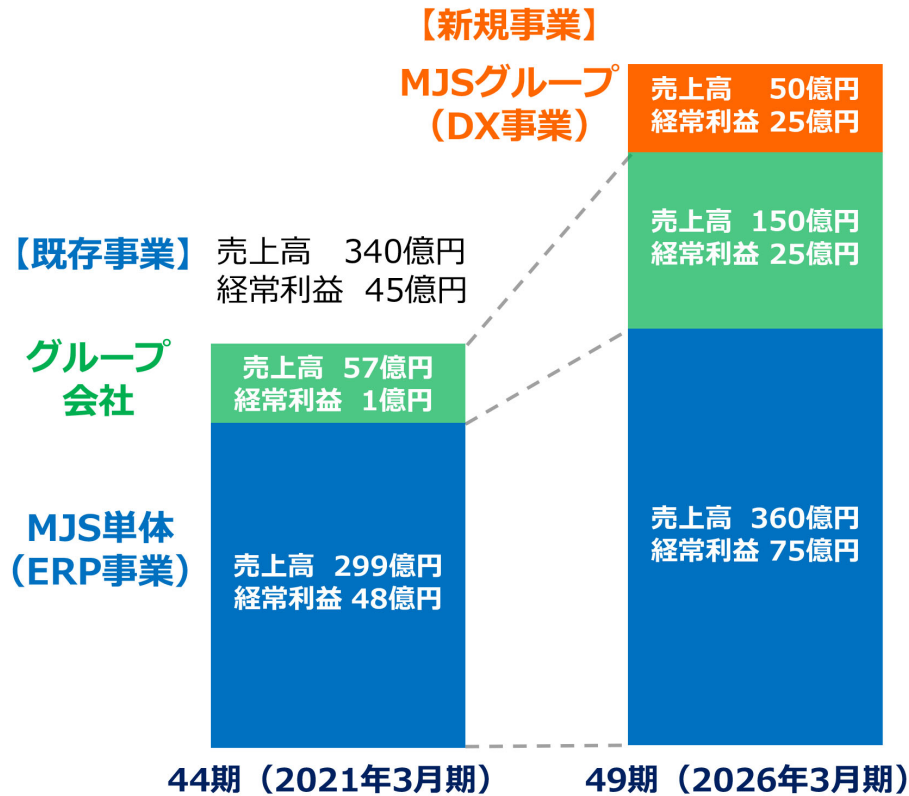 【新規事業】
MJSグループ
（DX事業）
売上高 50億円
経常利益 25億円
売上高 150億円
経常利益 25億円
【既存事業】
売上高 340億円
経常利益 45億円
グループ
会社
売上高 57億円
経常利益 1億円
MJS単体
（ERP事業）
売上高 299億円
経常利益 48億円
売上高 360億円
経常利益 75億円
44期（2021年3月期）
49期（2026年3月期）